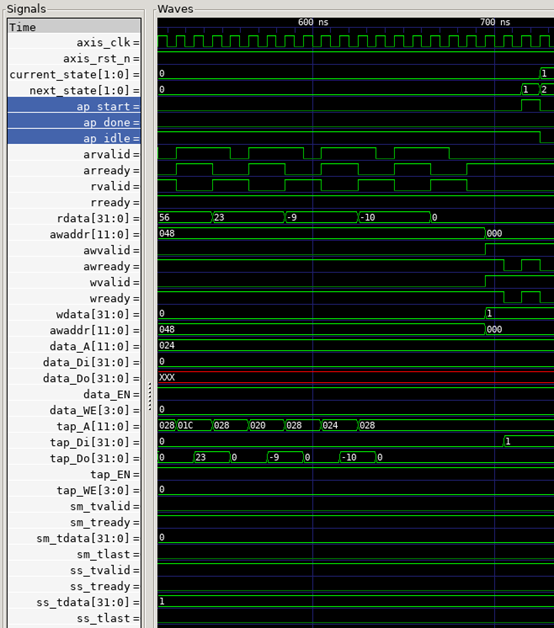 Signals Waves
Time 600 ns 700 ns
axis_clk =
axis_rst_n =
current_state[1:0] = 0 1
next_state[1:0] = 0 1 2
ap_start =
ap_done =
ap_idle =
arvalid =
arready =
rvalid =
rready =
rdata[31:0] = 56 23 -9 -10 0
awaddr[11:0] = 048 000
awvalid =
awready =
wvalid =
wready =
wdata[31:0] = 0 1
awaddr[11:0] = 048 000
data_A[11:0] = 024
data_Di[31:0] = 0
data_Do[31:0] = XXX
data_EN =
data_WE[3:0] = 0
tap_A[11:0] = 028 01C 028 020 028 024 028
tap_Di[31:0] = 0 1
tap_Do[31:0] = 0 23 0 -9 0 -10 0
tap_EN =
tap_WE[3:0] = 0
sm_tvalid =
sm_tready =
sm_tdata[31:0] = 0
sm_tlast =
ss_tvalid =
ss_tready =
ss_tdata[31:0] = 1
ss_tlast =